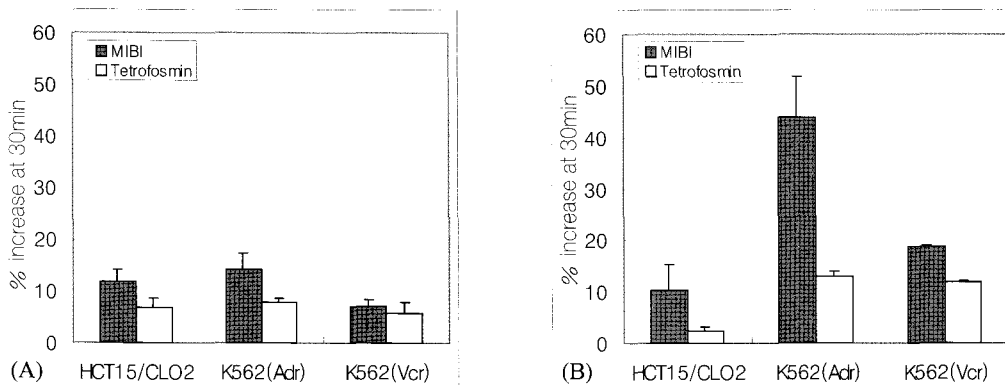 60
50
40
30
20
10
0
% increase at 30min
MIBI
Tetrofosmin
HCT15/CLO2 K562(Adr) K562(Vcr)
(A)
60
50
40
30
20
10
0
% increase at 30min
MIBI
Tetrofosmin
HCT15/CLO2 K562(Adr) K562(Vcr)
(B)